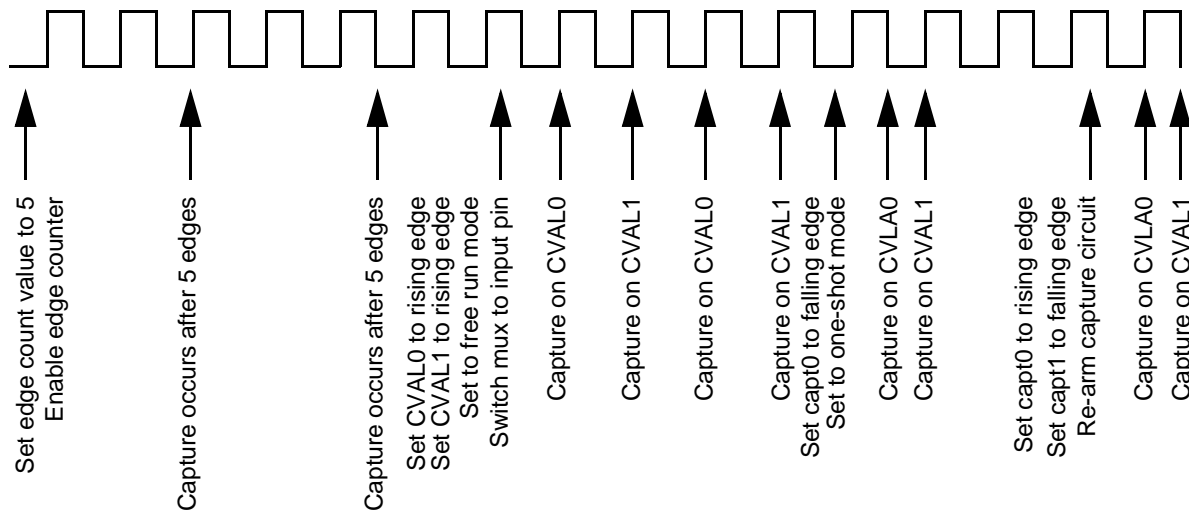 Set edge count value to 5
Enable edge counter
Capture occurs after 5 edges
Capture occurs after 5 edges
Set CVAL0 to rising edge
Set CVAL1 to rising edge
Set to free run mode
Switch mux to input pin
Capture on CVAL0
Capture on CVAL1
Capture on CVAL0
Capture on CVAL1
Set capt0 to falling edge
Set to one-shot mode
Capture on CVLA0
Capture on CVAL1
Set capt0 to rising edge
Set capt1 to falling edge
Re-arm capture circuit
Capture on CVLA0
Capture on CVAL1